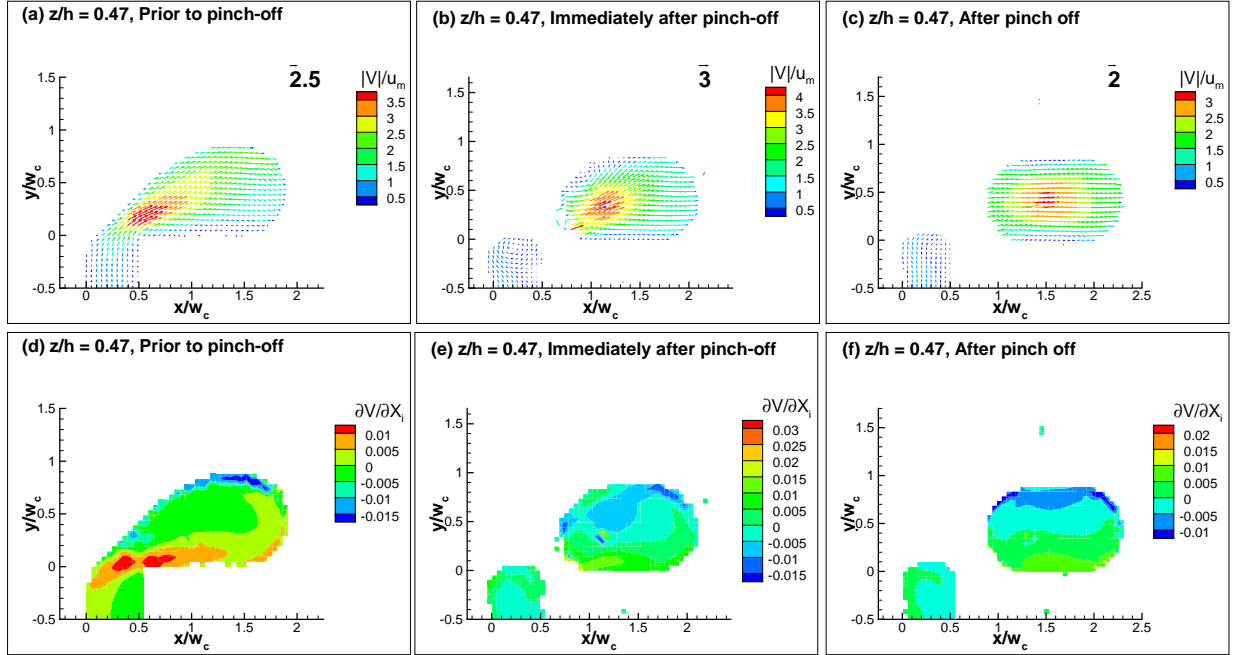 (a) z/h = 0.47, Prior to pinch-off
2.5
|V|/u_m
3.5
3
2.5
2
1.5
1
0.5
y/w_c
1.5
1
0.5
0
-0.5
0 0.5 1 1.5 2
x/w_c
(b) z/h = 0.47, Immediately after pinch-off
3
|V|/u_m
4
3.5
3
2.5
2
1.5
1
0.5
y/w_c
1.5
1
0.5
0
-0.5
0 0.5 1 1.5 2
x/w_c
(c) z/h = 0.47, After pinch off
2
|V|/u_m
3
2.5
2
1.5
1
0.5
y/w_c
1.5
1
0.5
0
-0.5
0 0.5 1 1.5 2 2.5
x/w_c
(d) z/h = 0.47, Prior to pinch-off
∂V/∂X_i
0.01
0.005
0
-0.005
-0.01
-0.015
y/w_c
1.5
1
0.5
0
-0.5
0 0.5 1 1.5 2
x/w_c
(e) z/h = 0.47, Immediately after pinch-off
∂V/∂X_i
0.03
0.025
0.02
0.015
0.01
0.005
0
-0.005
-0.01
-0.015
y/w_c
1.5
1
0.5
0
-0.5
0 0.5 1 1.5 2
x/w_c
(f) z/h = 0.47, After pinch off
∂V/∂X_i
0.02
0.015
0.01
0.005
0
-0.005
-0.01
y/w_c
1.5
1
0.5
0
-0.5
0 0.5 1 1.5 2 2.5
x/w_c